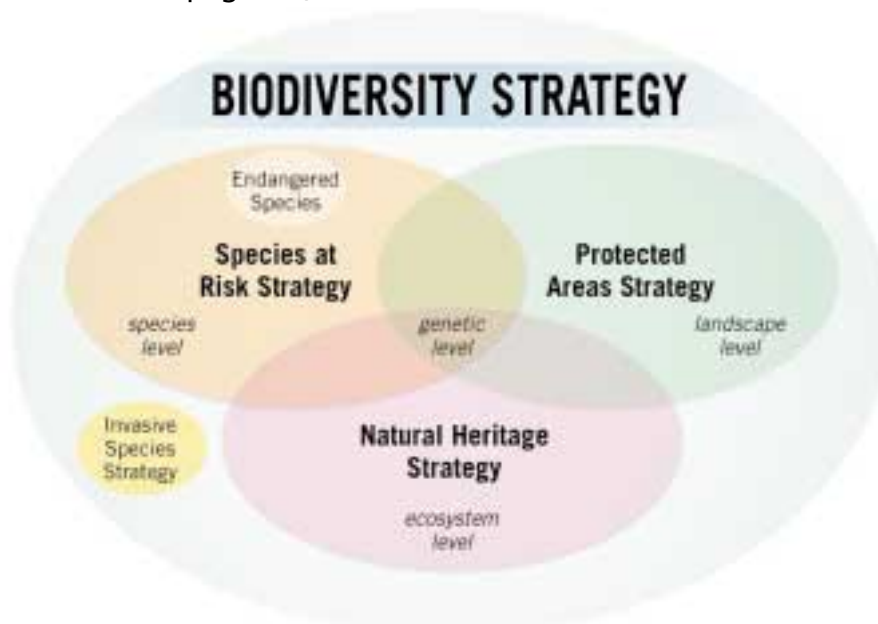 BIODIVERSITY STRATEGY
Endangered
Species
Species at
Risk Strategy
Protected
Areas Strategy
species
level
genetic
level
landscape
level
Invasive
Species
Strategy
Natural Heritage
Strategy
ecosystem
level